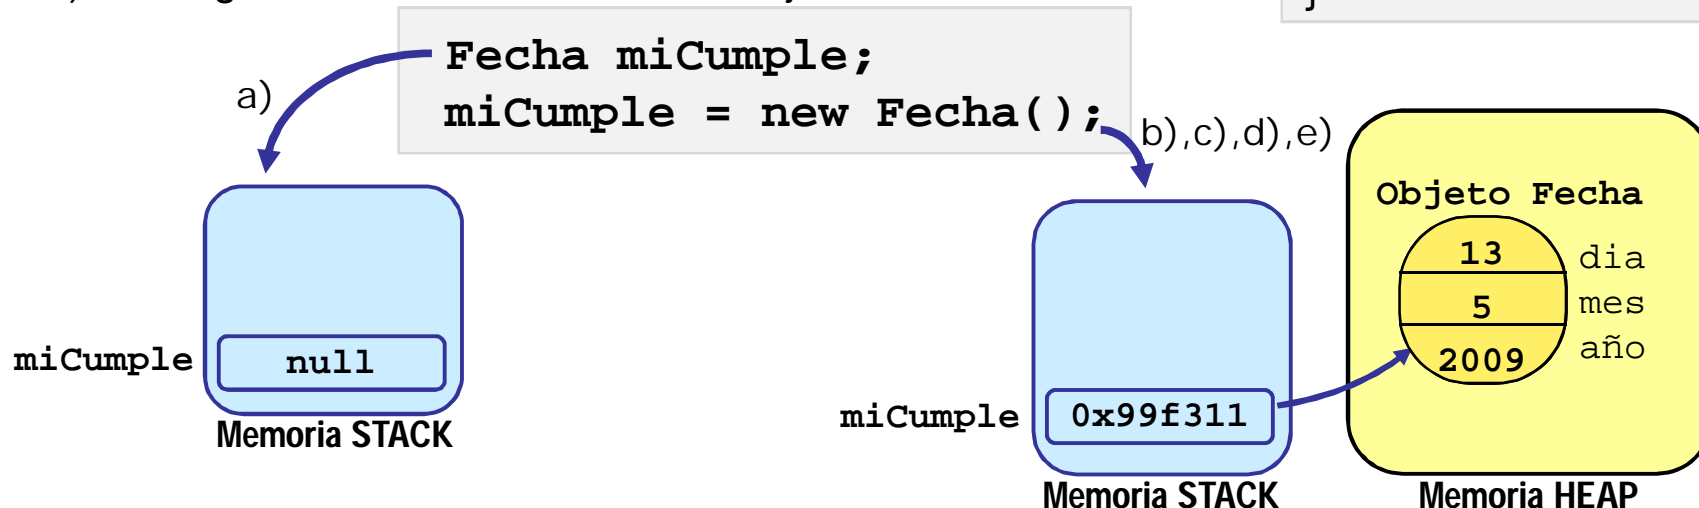 Fecha miCumple;
miCumple = new Fecha();
a)
b),c),d),e)
Objeto Fecha
13 dia
5 mes
2009 año
miCumple null
miCumple 0x99f311
Memoria STACK
Memoria STACK
Memoria HEAP
}